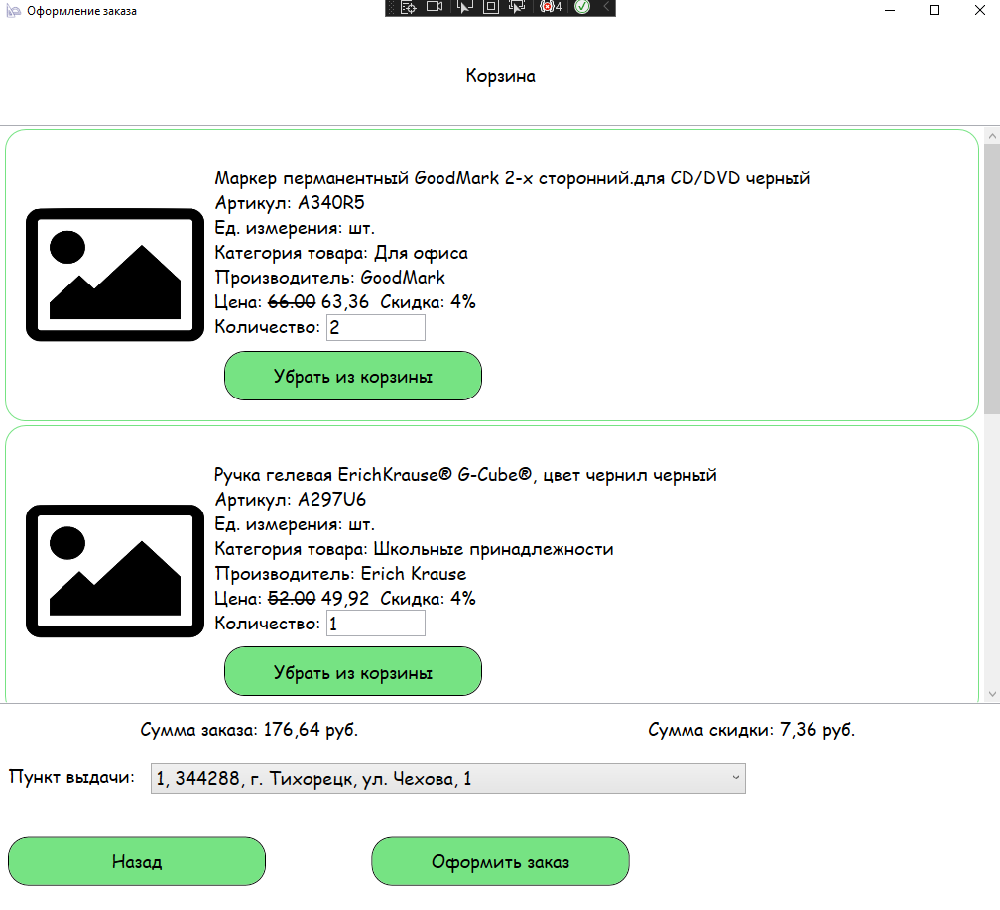 Оформление заказа
4
Корзина
Маркер перманентный GoodMark 2-х сторонний.для CD/DVD черный
Артикул: A340R5
Ед. измерения: шт.
Категория товара: Для офиса
Производитель: GoodMark
Цена: 66.00 63,36 Скидка: 4%
Количество: 2
Убрать из корзины
Ручка гелевая ErichKrause® G-Cube®, цвет чернил черный
Артикул: A297U6
Ед. измерения: шт.
Категория товара: Школьные принадлежности
Производитель: Erich Krause
Цена: 52.00 49,92 Скидка: 4%
Количество: 1
Убрать из корзины
Сумма заказа: 176,64 руб. Сумма скидки: 7,36 руб.
Пункт выдачи: 1, 344288, г. Тихорецк, ул. Чехова, 1
Назад Оформить заказ